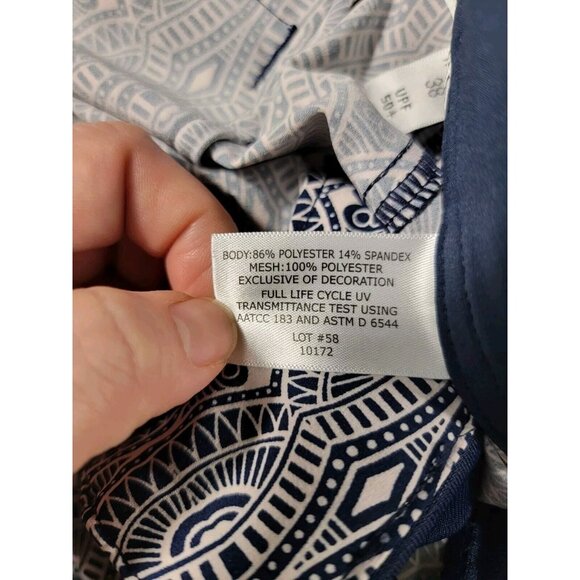 38
UPF
50+
BODY:86% POLYESTER 14% SPANDEX
MESH:100% POLYESTER
EXCLUSIVE OF DECORATION
FULL LIFE CYCLE UV
TRANSMITTANCE TEST USING
AATCC 183 AND ASTM D 6544
LOT #58
10172